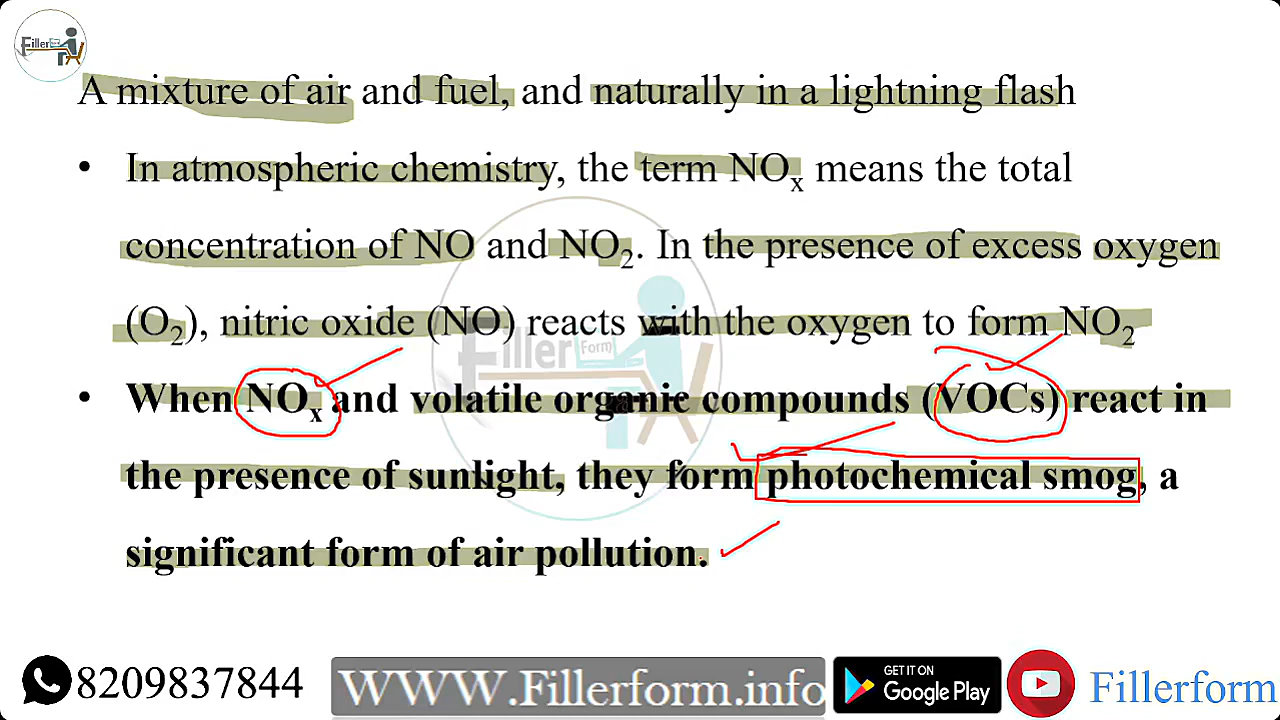 Filler
A mixture of air and fuel, and naturally in a lightning flash
• In atmospheric chemistry, the term NOx means the total
concentration of NO and NO2. In the presence of excess oxygen
(O2), nitric oxide (NO) reacts with the oxygen to form NO2
Filler Form
• When NOx and volatile organic compounds (VOCs) react in
the presence of sunlight, they form photochemical smog, a
significant form of air pollution.
8209837844 WWW.Fillerform.info GET IT ON Google Play Fillerform